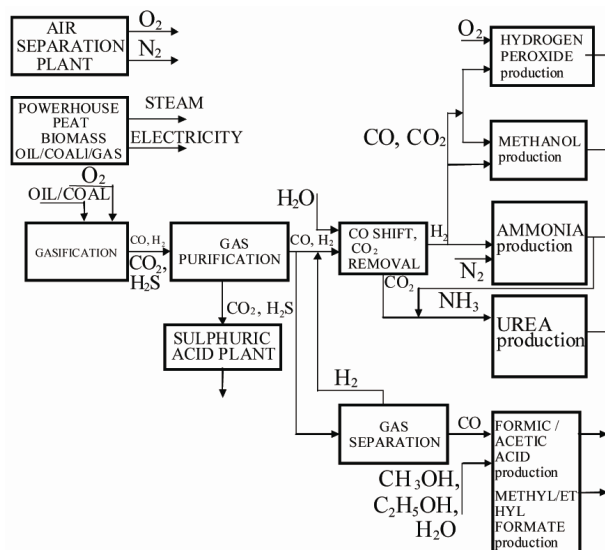 AIR
SEPARATION
PLANT
O2
N2
POWERHOUSE
PEAT
BIOMASS
OIL/COALl/GAS
STEAM
ELECTRICITY
O2
OIL/COAL
GASIFICATION
CO, H2
CO2,
H2S
GAS
PURIFICATION
CO2, H2S
SULPHURIC
ACID PLANT
CO, H2
H2O
CO SHIFT,
CO2
REMOVAL
H2
CO2
CO, CO2
O2
HYDROGEN
PEROXIDE
production
METHANOL
production
AMMONIA
production
N2
NH3
UREA
production
H2
GAS
SEPARATION
CO
CH3OH,
C2H5OH,
H2O
FORMIC /
ACETIC
ACID
production
METHYL/ET
HYL
FORMATE
production